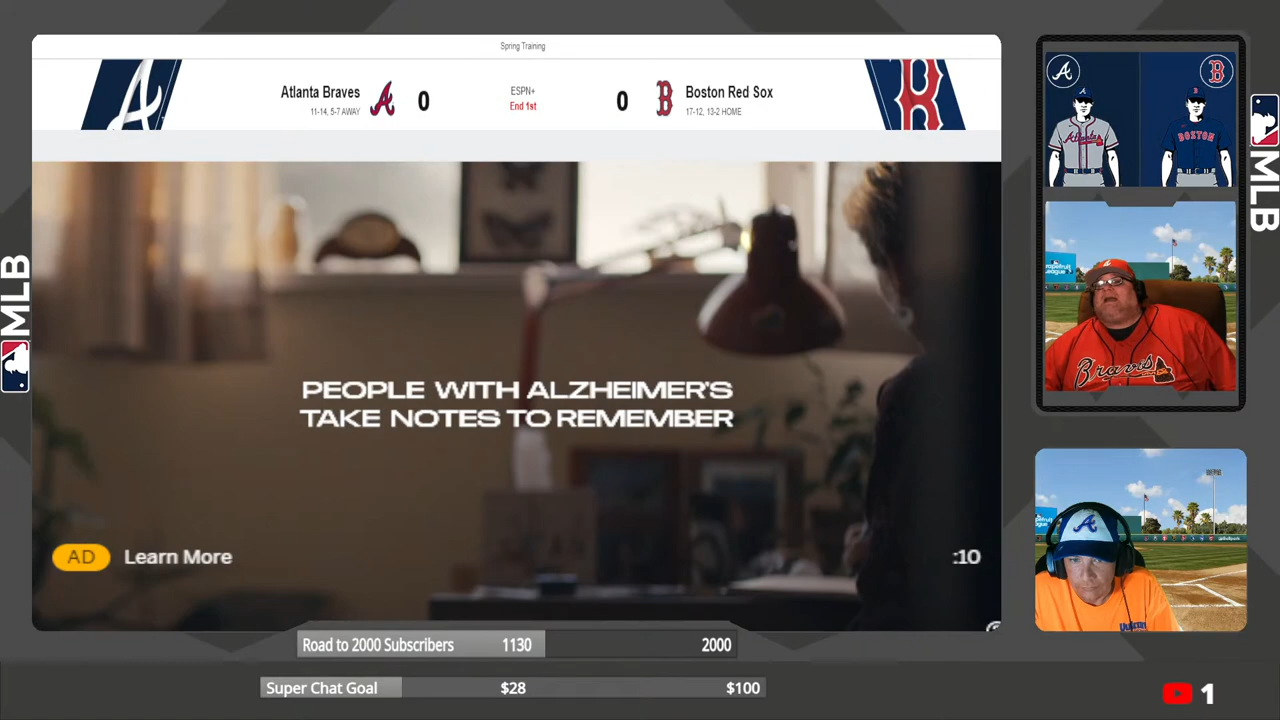 Spring Training
Atlanta Braves
11-14, 5-7 AWAY
0
ESPN+
End 1st
0
Boston Red Sox
17-12, 13-2 HOME
PEOPLE WITH ALZHEIMER'S
TAKE NOTES TO REMEMBER
AD Learn More
:10
Road to 2000 Subscribers 1130 2000
Super Chat Goal $28 $100
1
MLB
MLB
Atlanta
BOSTON
Braves